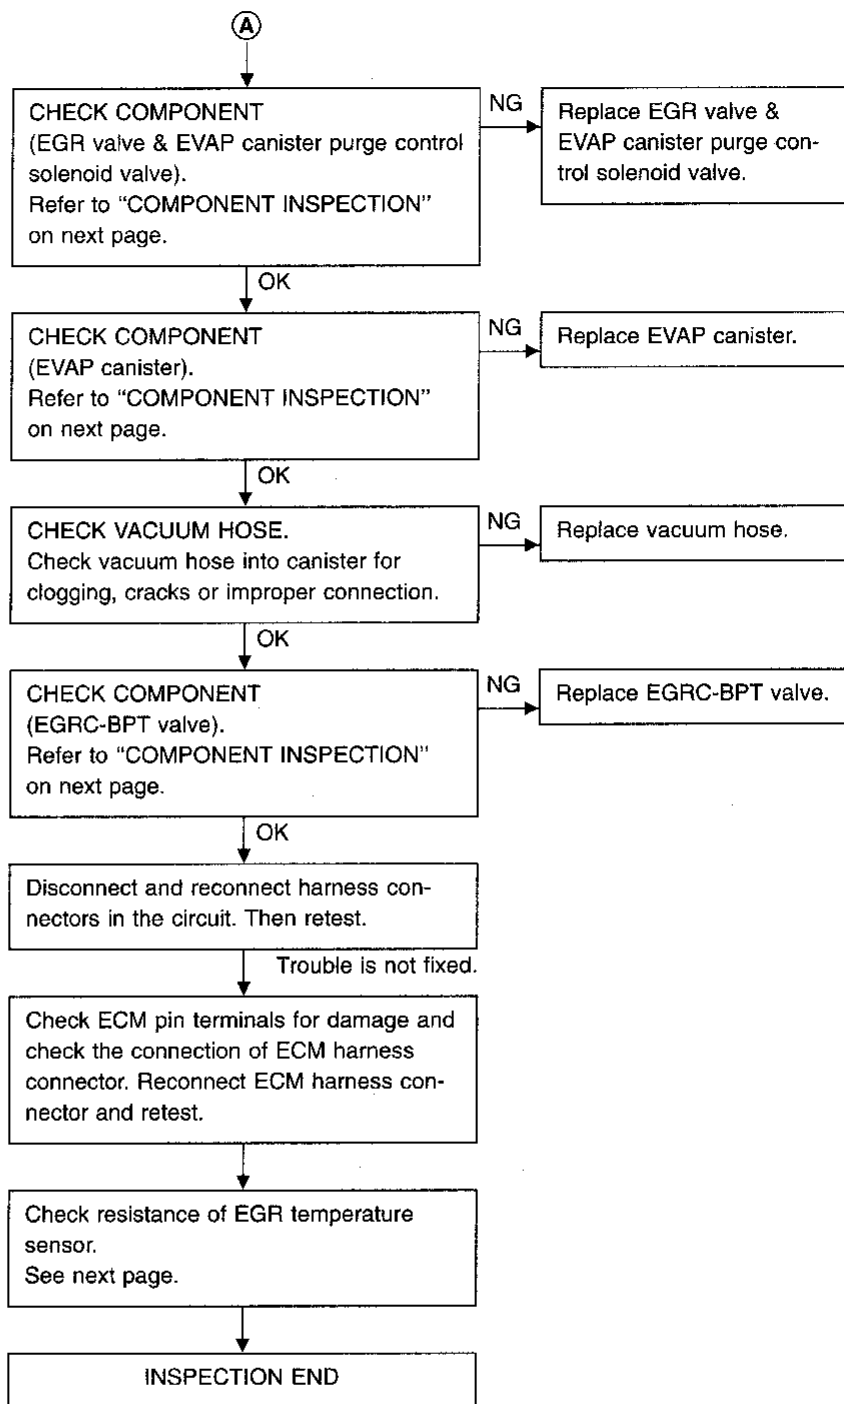 A
CHECK COMPONENT
(EGR valve & EVAP canister purge control
solenoid valve).
Refer to “COMPONENT INSPECTION”
on next page.
NG
Replace EGR valve &
EVAP canister purge con-
trol solenoid valve.
OK
CHECK COMPONENT
(EVAP canister).
Refer to “COMPONENT INSPECTION”
on next page.
NG
Replace EVAP canister.
OK
CHECK VACUUM HOSE.
Check vacuum hose into canister for
clogging, cracks or improper connection.
NG
Replace vacuum hose.
OK
CHECK COMPONENT
(EGRC-BPT valve).
Refer to “COMPONENT INSPECTION”
on next page.
NG
Replace EGRC-BPT valve.
OK
Disconnect and reconnect harness con-
nectors in the circuit. Then retest.
Trouble is not fixed.
Check ECM pin terminals for damage and
check the connection of ECM harness
connector. Reconnect ECM harness con-
nector and retest.
Check resistance of EGR temperature
sensor.
See next page.
INSPECTION END